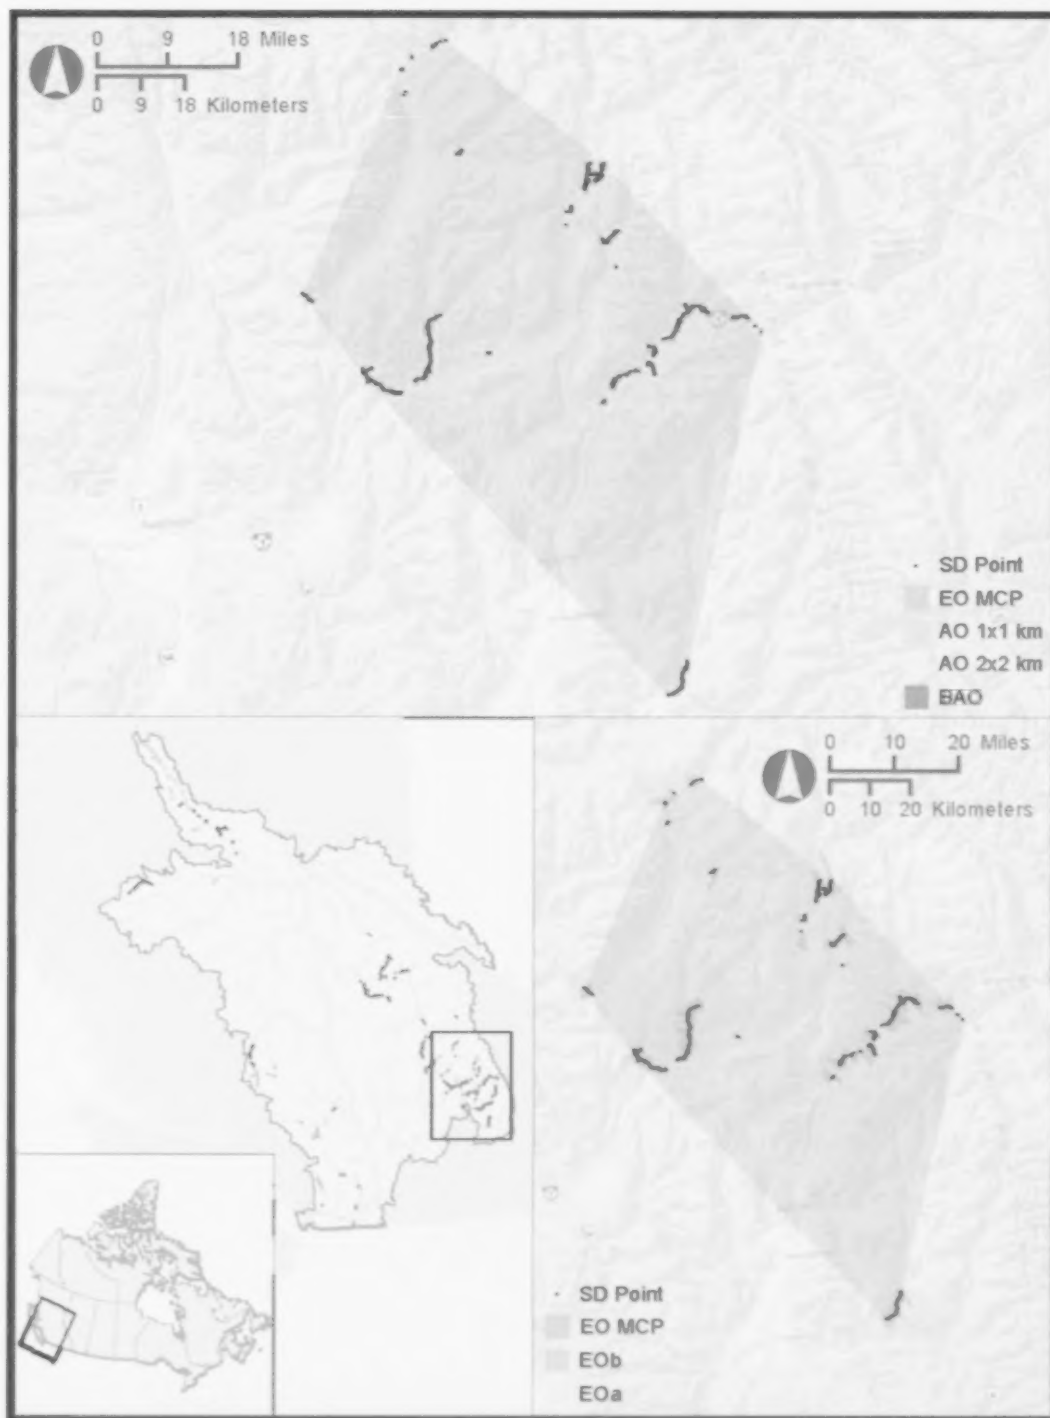 0 9 18 Miles
0 9 18 Kilometers
SD Point
EO MCP
AO 1x1 km
AO 2x2 km
BAO
0 10 20 Miles
0 10 20 Kilometers
SD Point
EO MCP
EOb
EOa